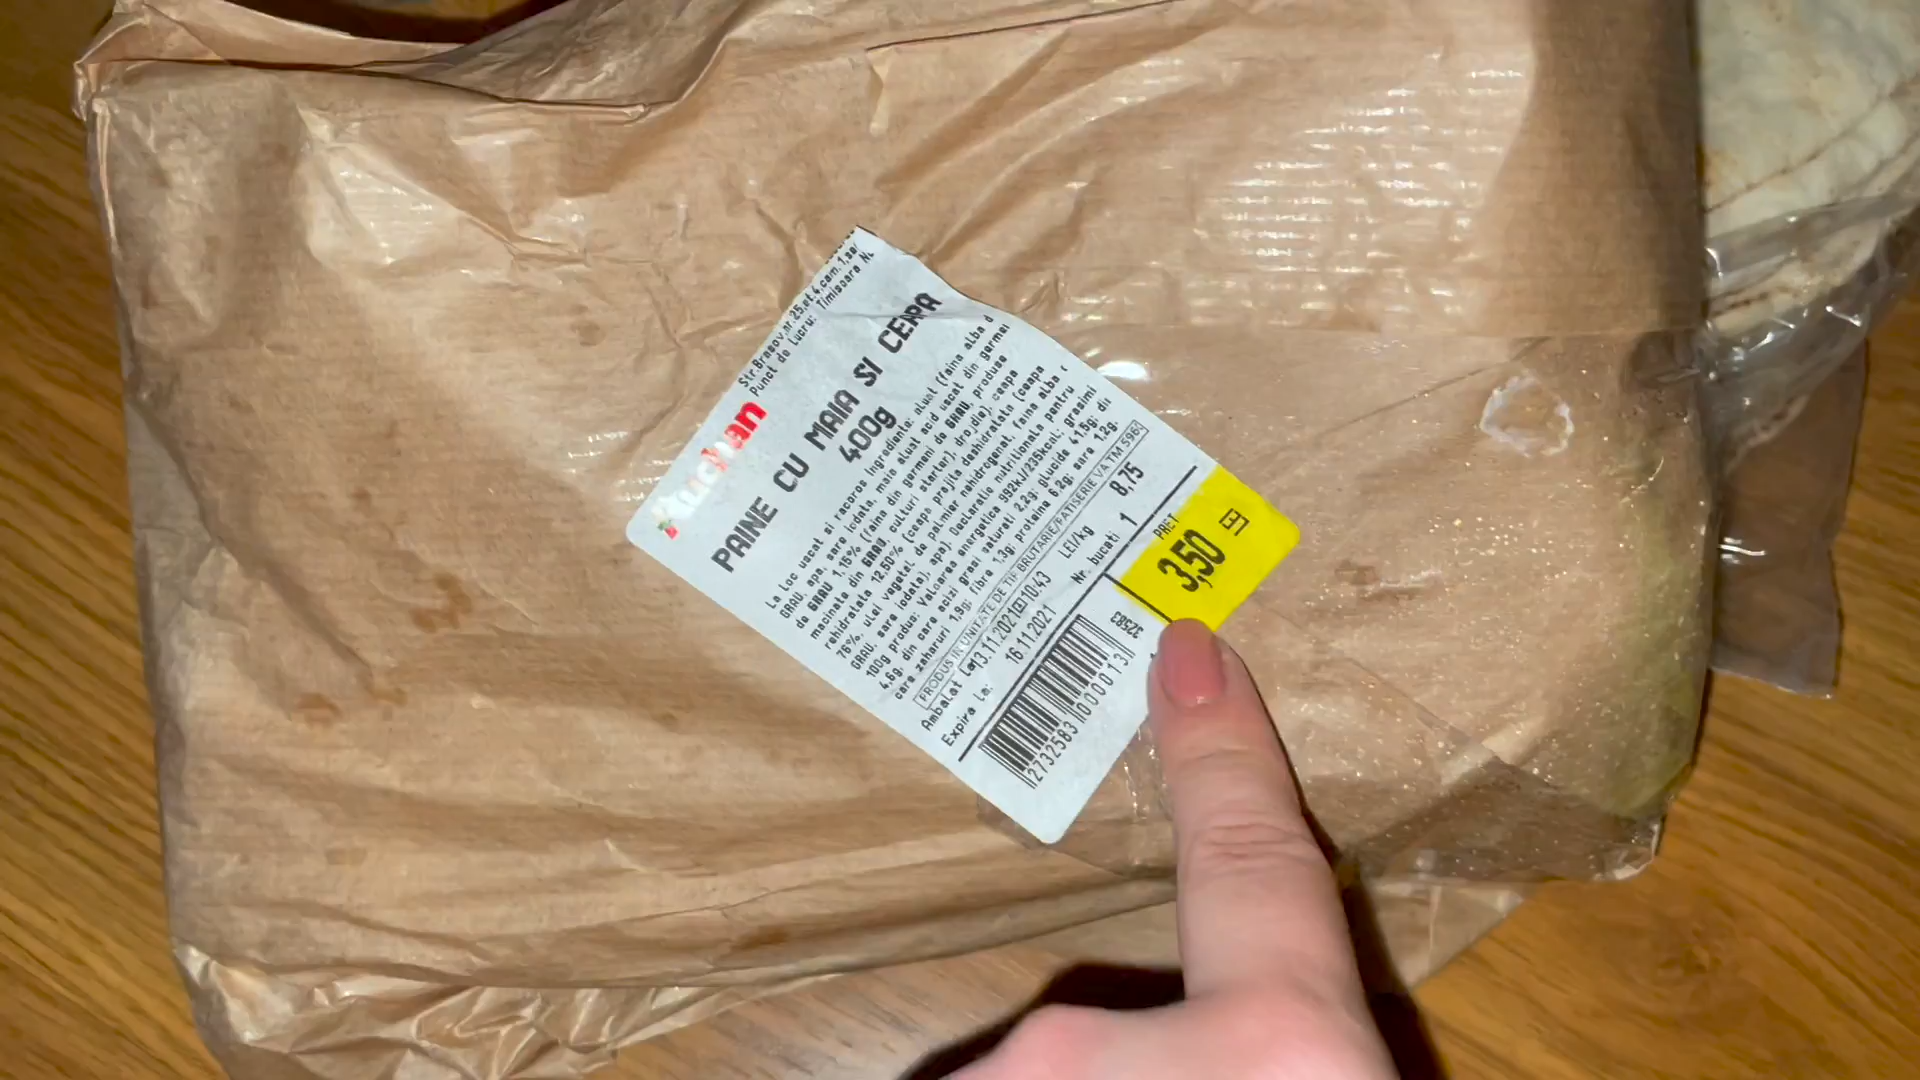 Str.Brasov,nr.25,et.4,cam.1,se
Punct de Lucru: Timisoara N
Auchan
PAINE CU MAIA SI CEAPA
400g
La loc uscat si racoros Ingrediente: aluat (faina alba d
GRAU, apa, sare iodata, maia aluat acid uscat din germe
de GRAU 1.15% ((faina din germeni de GRAU, produse
macinate din GRAU, culturi starter), drojdie), ceapa
rehidratata 12.50% (ceapa prajita deshidratata (ceapa
76%, ulei vegetal de palmier nehidrogenat, faina alba
GRAU, sare iodata), apa). Declaratie nutritionala pentru
100g produs: Valoarea energetica 992kJ/235kcal; grasimi
4,6g, din care acizi grasi saturati 2,2g; glucide 41.5g; di
care zaharuri 1,9g; fibre 1.3g; proteine 6.2g; sare 1.2g.
PRODUS IN UNITATE DE TIP BRUTARIE/PATISERIE VA TM 596
Ambalat La 13.11.2021 10:43 LEI/kg 8,75
Expira La: 16.11.2021 Nr. bucati 1
PRET
3,50 LEI
32583
2732583 000013